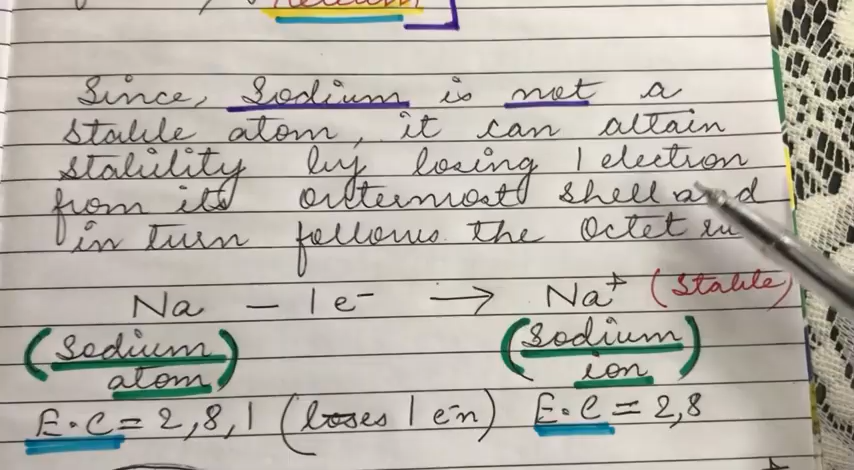 Since, Sodium is not a
stable atom, it can attain
stability by losing 1 electron
from its outermost shell and
in turn follows the Octet
Na — 1e⁻ → Na⁺ (Stable)
(Sodium atom) (Sodium ion)
E.C = 2,8,1 (loses 1 e⁻n) E.C = 2,8